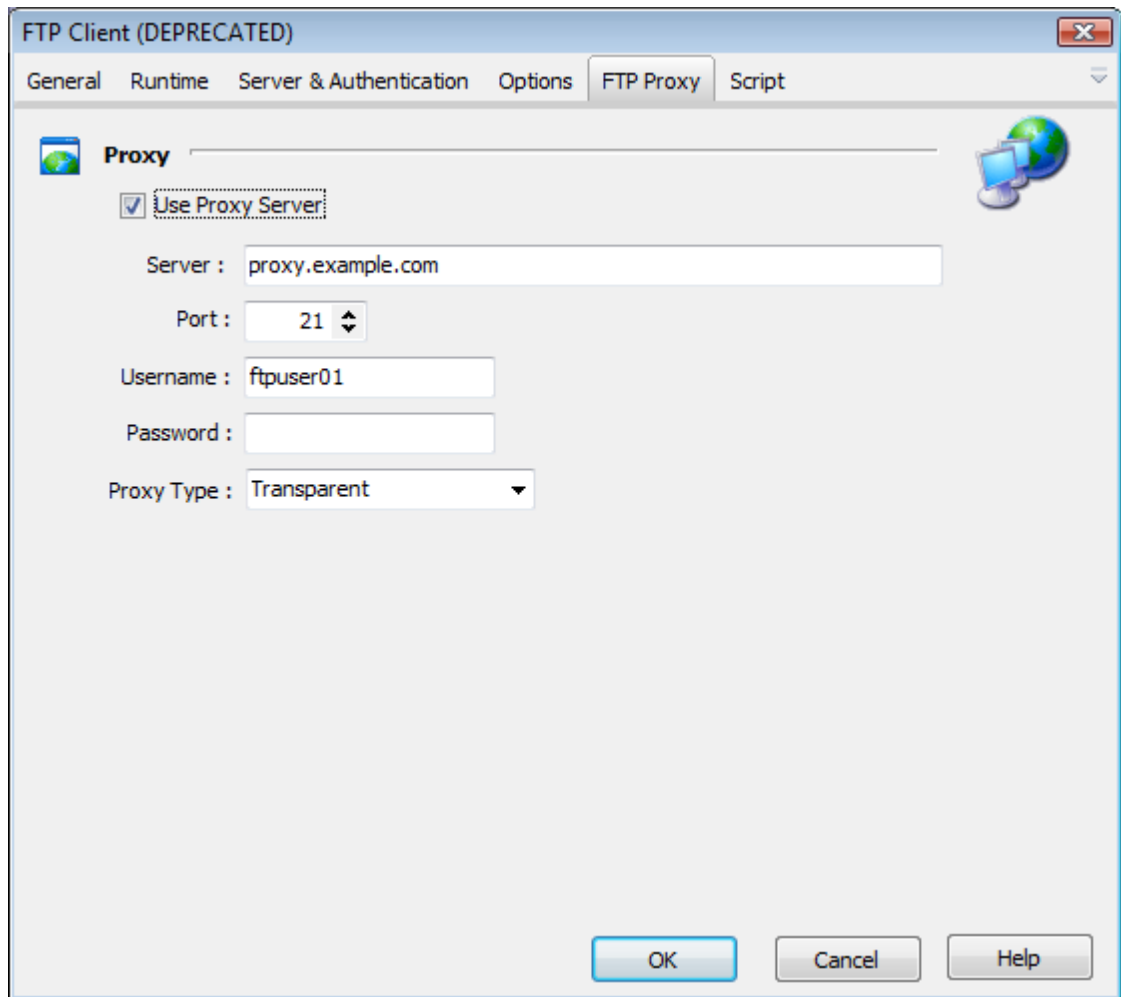 FTP Client (DEPRECATED)
General Runtime Server & Authentication Options FTP Proxy Script
Proxy
Use Proxy Server
Server : proxy.example.com
Port : 21
Username : ftpuser01
Password :
Proxy Type : Transparent
OK Cancel Help